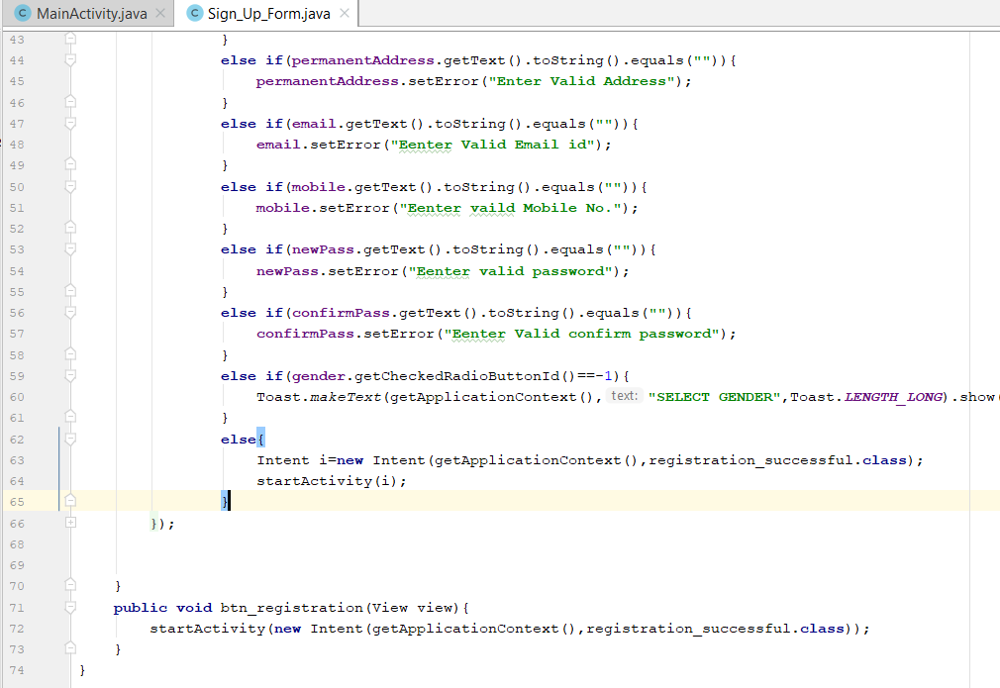 MainActivity.java Sign_Up_Form.java
43 }
44 else if(permanentAddress.getText().toString().equals("")){
45 permanentAddress.setError("Enter Valid Address");
46 }
47 else if(email.getText().toString().equals("")){
48 email.setError("Eenter Valid Email id");
49 }
50 else if(mobile.getText().toString().equals("")){
51 mobile.setError("Eenter vaild Mobile No.");
52 }
53 else if(newPass.getText().toString().equals("")){
54 newPass.setError("Eenter valid password");
55 }
56 else if(confirmPass.getText().toString().equals("")){
57 confirmPass.setError("Eenter Valid confirm password");
58 }
59 else if(gender.getCheckedRadioButtonId()==-1){
60 Toast.makeText(getApplicationContext(), text: "SELECT GENDER",Toast.LENGTH_LONG).show(
61 }
62 else{
63 Intent i=new Intent(getApplicationContext(),registration_successful.class);
64 startActivity(i);
65 }
66 });
68
69
70 }
71 public void btn_registration(View view){
72 startActivity(new Intent(getApplicationContext(),registration_successful.class));
73 }
74 }